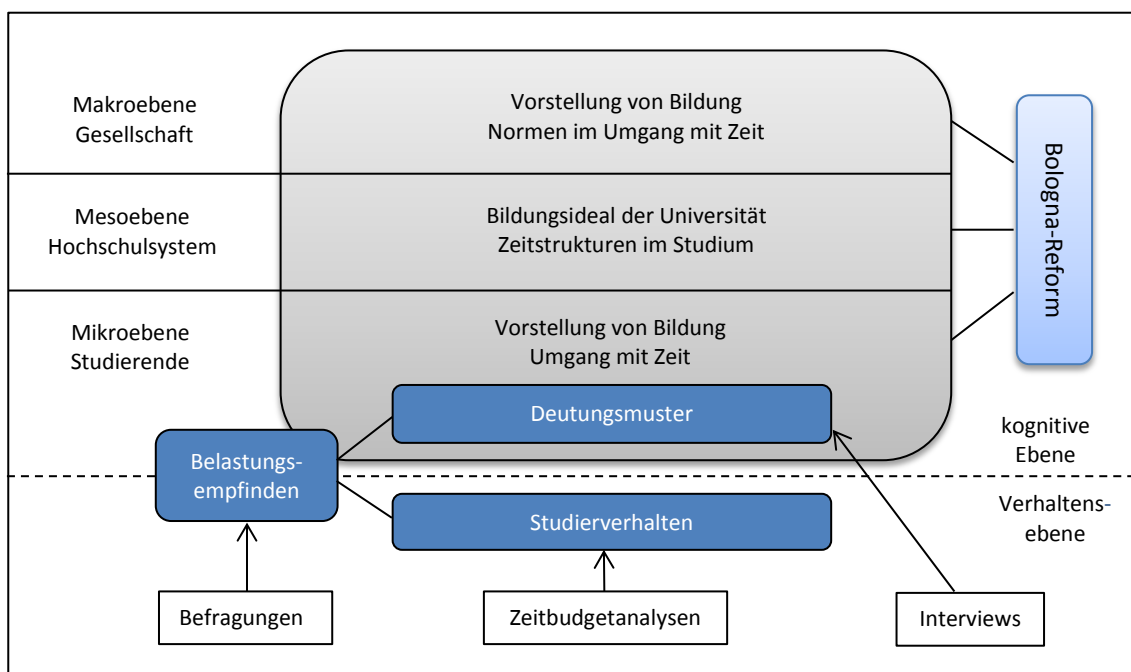 Makroebene
Gesellschaft
Vorstellung von Bildung
Normen im Umgang mit Zeit
Mesoebene
Hochschulsystem
Bildungsideal der Universität
Zeitstrukturen im Studium
Mikroebene
Studierende
Vorstellung von Bildung
Umgang mit Zeit
Bologna-Reform
Deutungsmuster
kognitive
Ebene
Belastungs-
empfinden
Studierverhalten
Verhaltens-
ebene
Befragungen
Zeitbudgetanalysen
Interviews